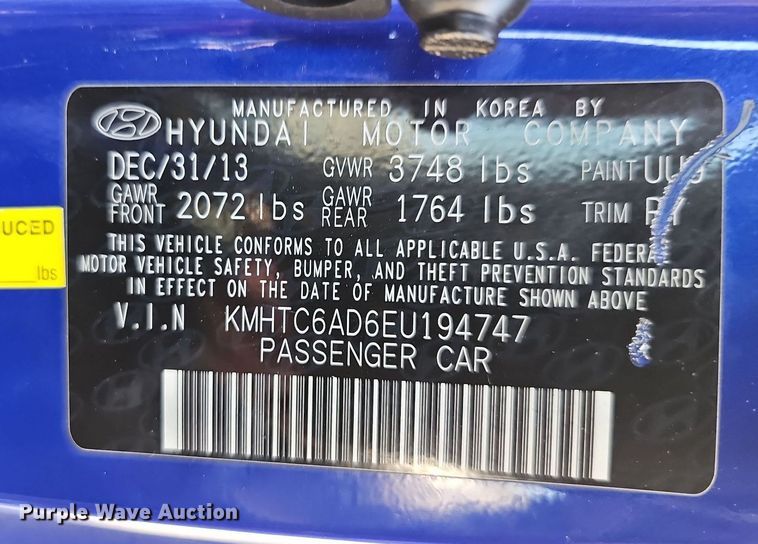 MANUFACTURED IN KOREA BY
HYUNDAI MOTOR COMPANY
DEC/31/13 GVWR 3748 lbs PAINT
GAWR FRONT 2072 lbs GAWR REAR 1764 lbs TRIM
THIS VEHICLE CONFORMS TO ALL APPLICABLE U.S.A. FEDERAL
MOTOR VEHICLE SAFETY, BUMPER, AND THEFT PREVENTION STANDARDS
IN EFFECT ON THE DATE OF MANUFACTURE SHOWN ABOVE
V.I.N KMHTC6AD6EU194747
PASSENGER CAR
UCED
lbs
Purple Wave Auction